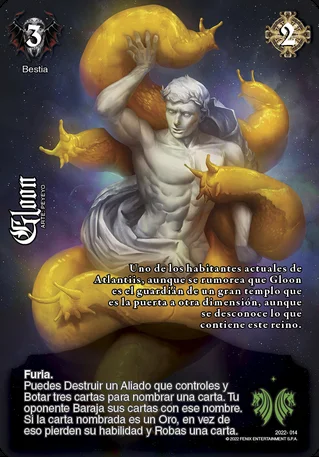 3
2
Bestia
Gloon
ARTE: PEYEYO
Uno de los habitantes actuales de
Atlantiis, aunque se rumorea que Gloon
es el guardián de un gran templo que
es la puerta a otra dimensión, aunque
se desconoce lo que
contiene este reino.
Furia.
Puedes Destruir un Aliado que controles y
Botar tres cartas para nombrar una carta. Tu
oponente Baraja sus cartas con ese nombre.
Si la carta nombrada es un Oro, en vez de
eso pierden su habilidad y Robas una carta.
2022- 014
© 2022 FENIX ENTERTAINMENT S.P.A.